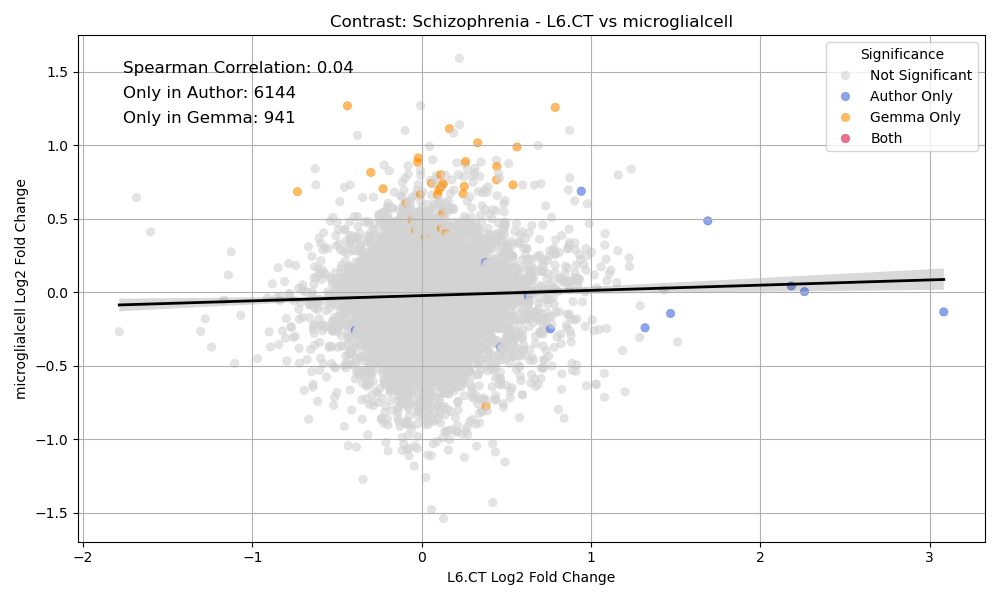 Contrast: Schizophrenia - L6.CT vs microglialcell
Spearman Correlation: 0.04
Only in Author: 6144
Only in Gemma: 941
Significance
Not Significant
Author Only
Gemma Only
Both
microglialcell Log2 Fold Change
1.5
1.0
0.5
0.0
−0.5
−1.0
−1.5
−2
−1
0
1
2
3
L6.CT Log2 Fold Change